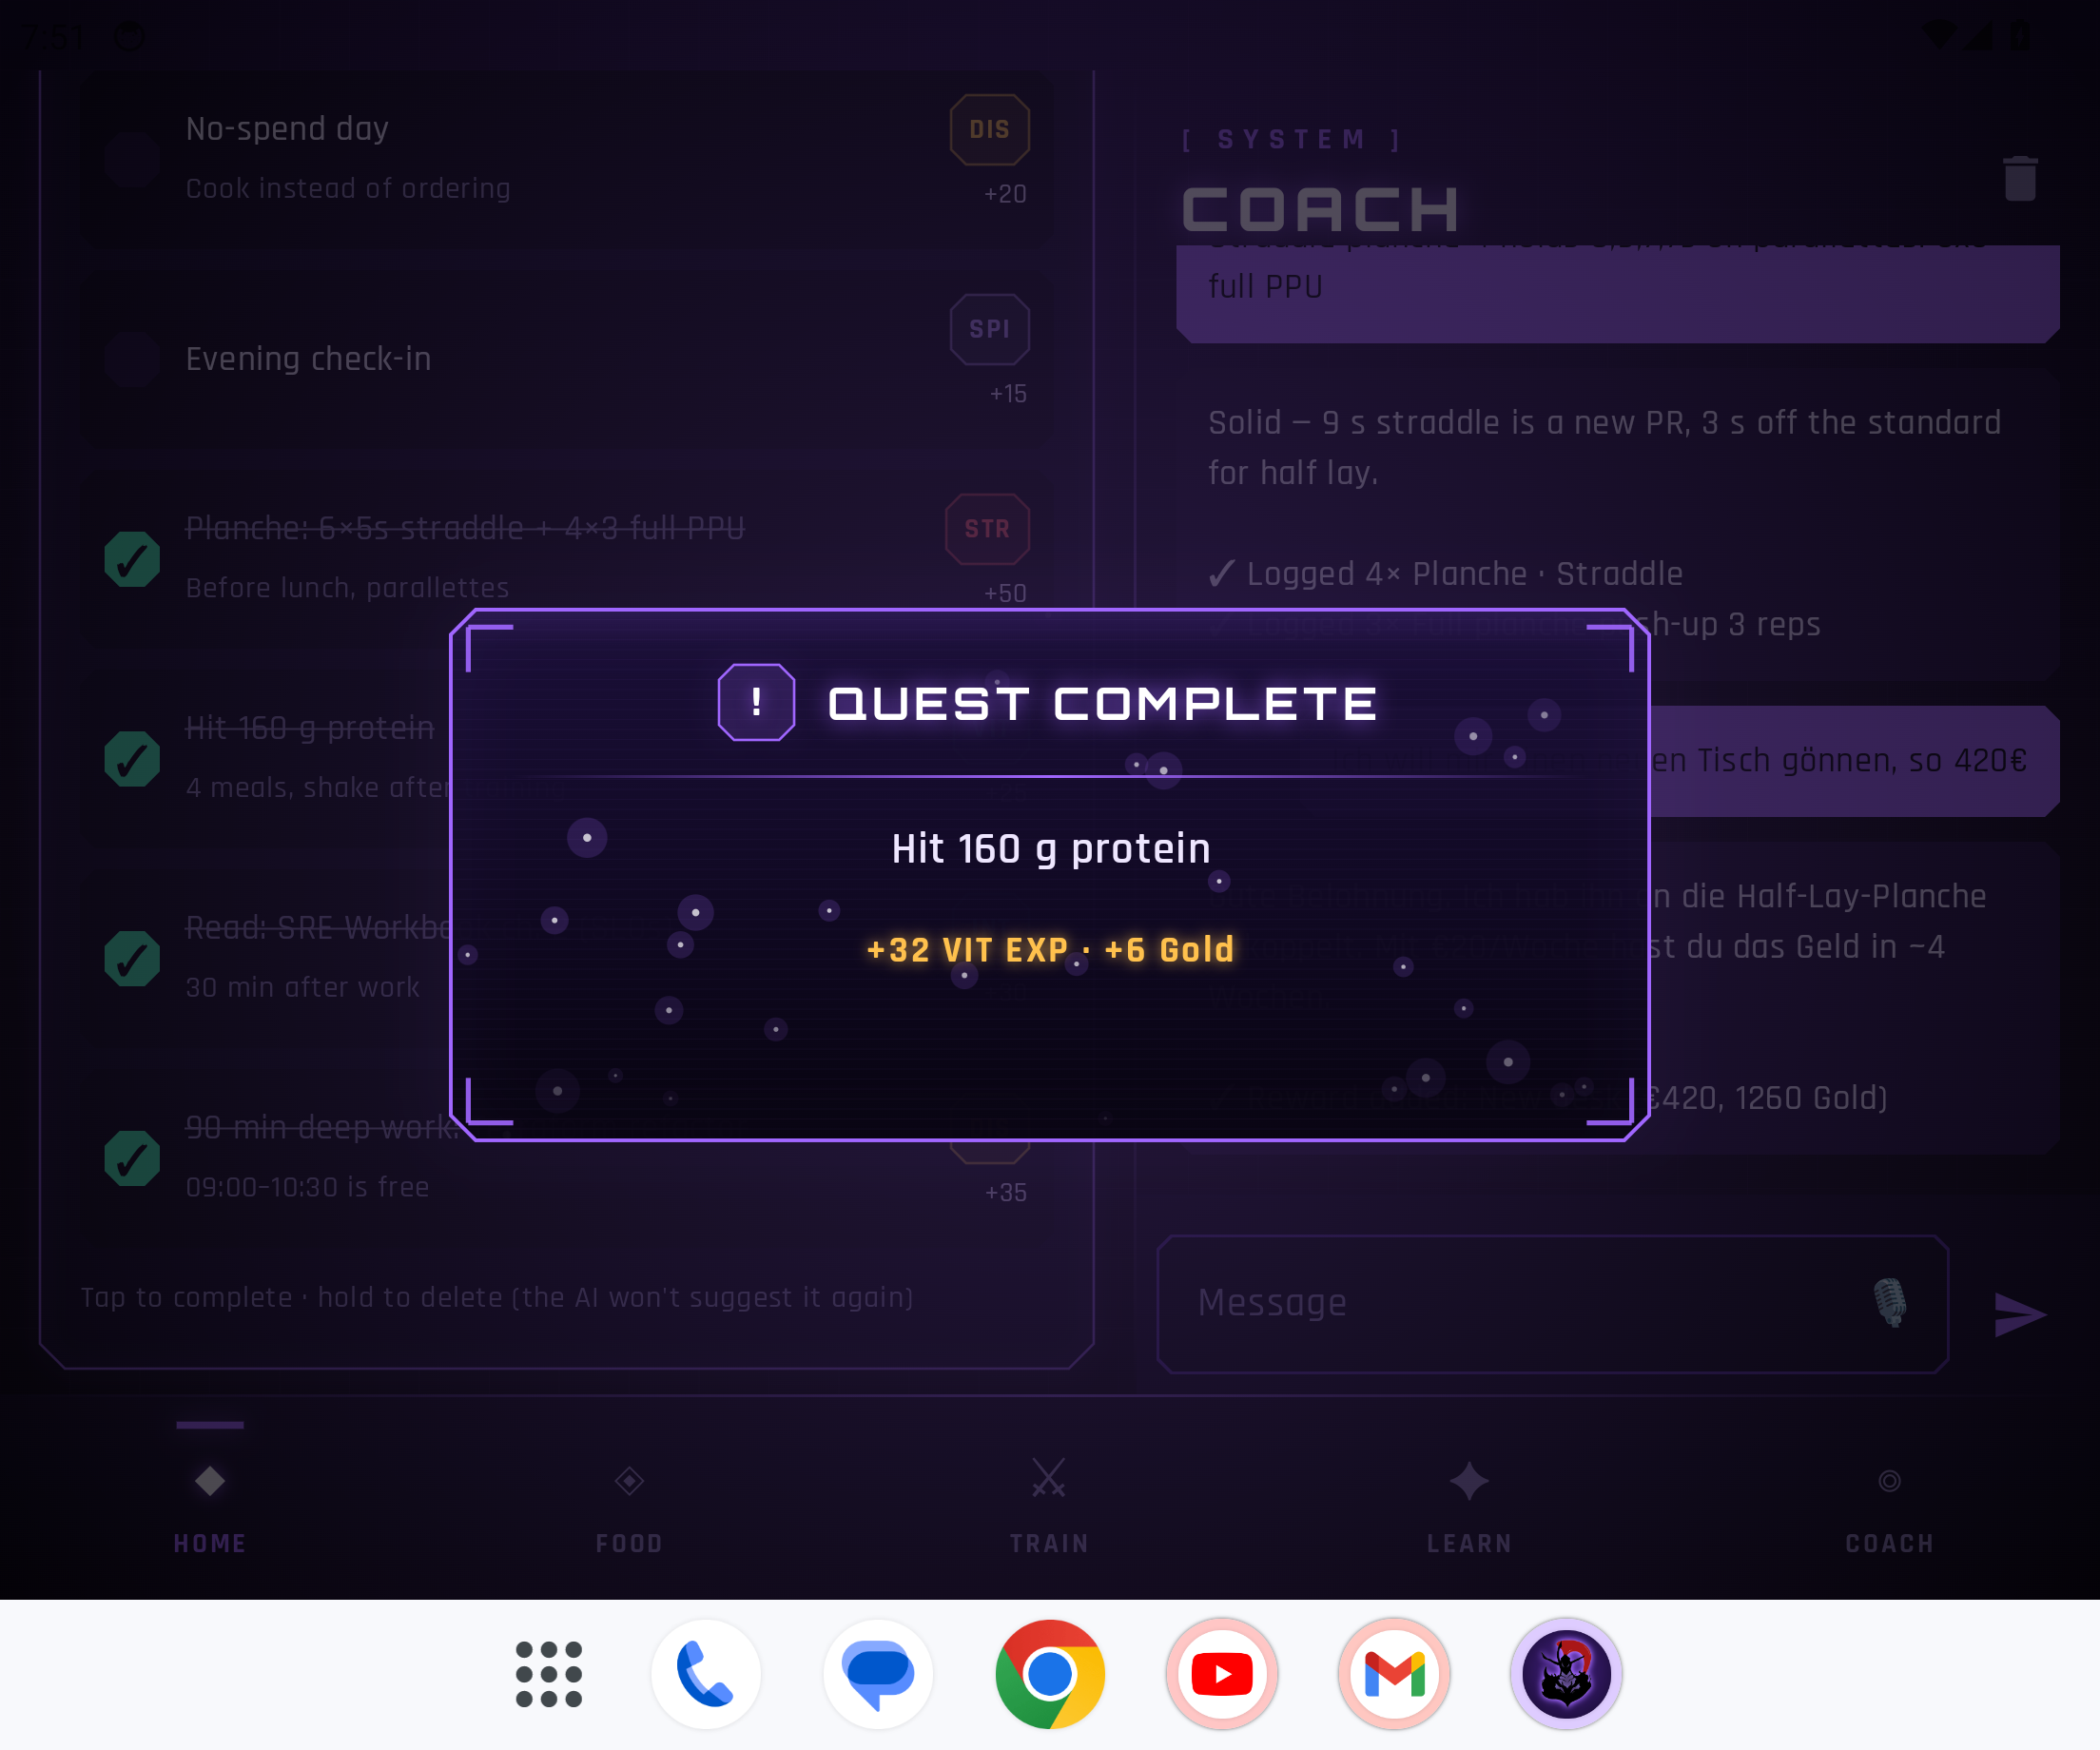 7:51
No-spend day
DIS
Cook instead of ordering
+20
Evening check-in
SPI
+15
Planche: 6×5s straddle + 4×3 full PPU
STR
Before lunch, parallettes
+50
Hit 160 g protein
4 meals, shake after
Read: SRE
30 min after work
90 min deep work
09:00–10:30 is free
+35
Tap to complete · hold to delete (the AI won't suggest it again)
[ SYSTEM ]
COACH
full PPU
Solid – 9 s straddle is a new PR, 3 s off the standard
for half lay.
✓ Logged 4× Planche · Straddle
sh-up 3 reps
en Tisch gönnen, so 420€
n die Half-Lay-Planche
st du das Geld in ~4
€420, 1260 Gold)
Message
! QUEST COMPLETE
Hit 160 g protein
+32 VIT EXP · +6 Gold
HOME
FOOD
TRAIN
LEARN
COACH